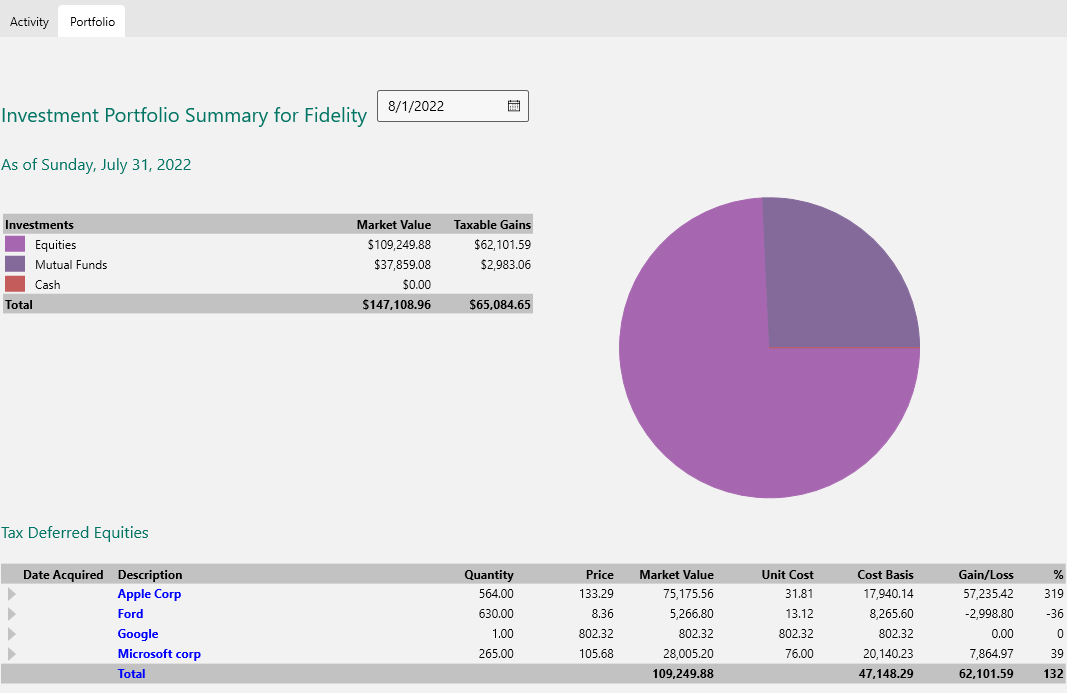 Activity Portfolio
Investment Portfolio Summary for Fidelity 8/1/2022
As of Sunday, July 31, 2022
Investments Market Value Taxable Gains
Equities $109,249.88 $62,101.59
Mutual Funds $37,859.08 $2,983.06
Cash $0.00
Total $147,108.96 $65,084.65
Tax Deferred Equities
Date Acquired Description Quantity Price Market Value Unit Cost Cost Basis Gain/Loss %
Apple Corp 564.00 133.29 75,175.56 31.81 17,940.14 57,235.42 319
Ford 630.00 8.36 5,266.80 13.12 8,265.60 -2,998.80 -36
Google 1.00 802.32 802.32 802.32 802.32 0.00 0
Microsoft corp 265.00 105.68 28,005.20 76.00 20,140.23 7,864.97 39
Total 109,249.88 47,148.29 62,101.59 132